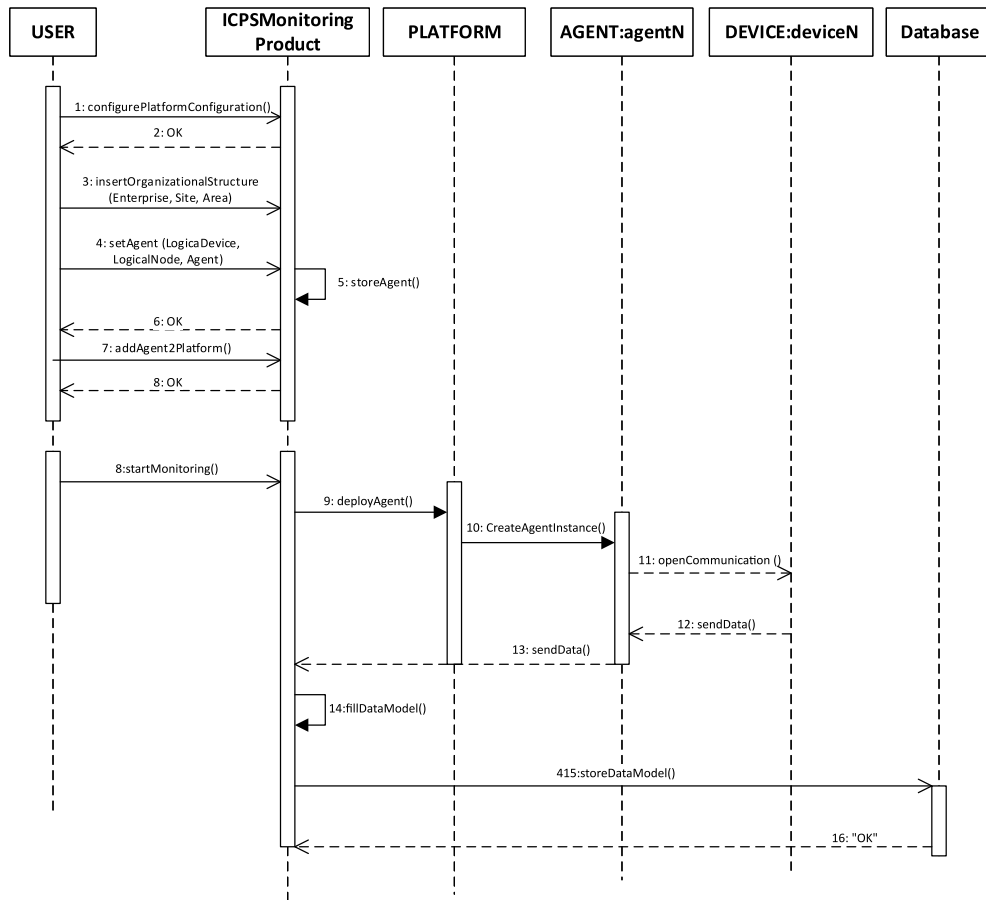 USER
ICPSMonitoring
Product
PLATFORM
AGENT:agentN
DEVICE:deviceN
Database
1: configurePlatformConfiguration()
2: OK
3: insertOrganizationalStructure
(Enterprise, Site, Area)
4: setAgent (LogicaDevice,
LogicalNode, Agent)
5: storeAgent()
6: OK
7: addAgent2Platform()
8: OK
8:startMonitoring()
9: deployAgent()
10: CreateAgentInstance()
11: openCommunication ()
12: sendData()
13: sendData()
14:fillDataModel()
415:storeDataModel()
16: "OK"